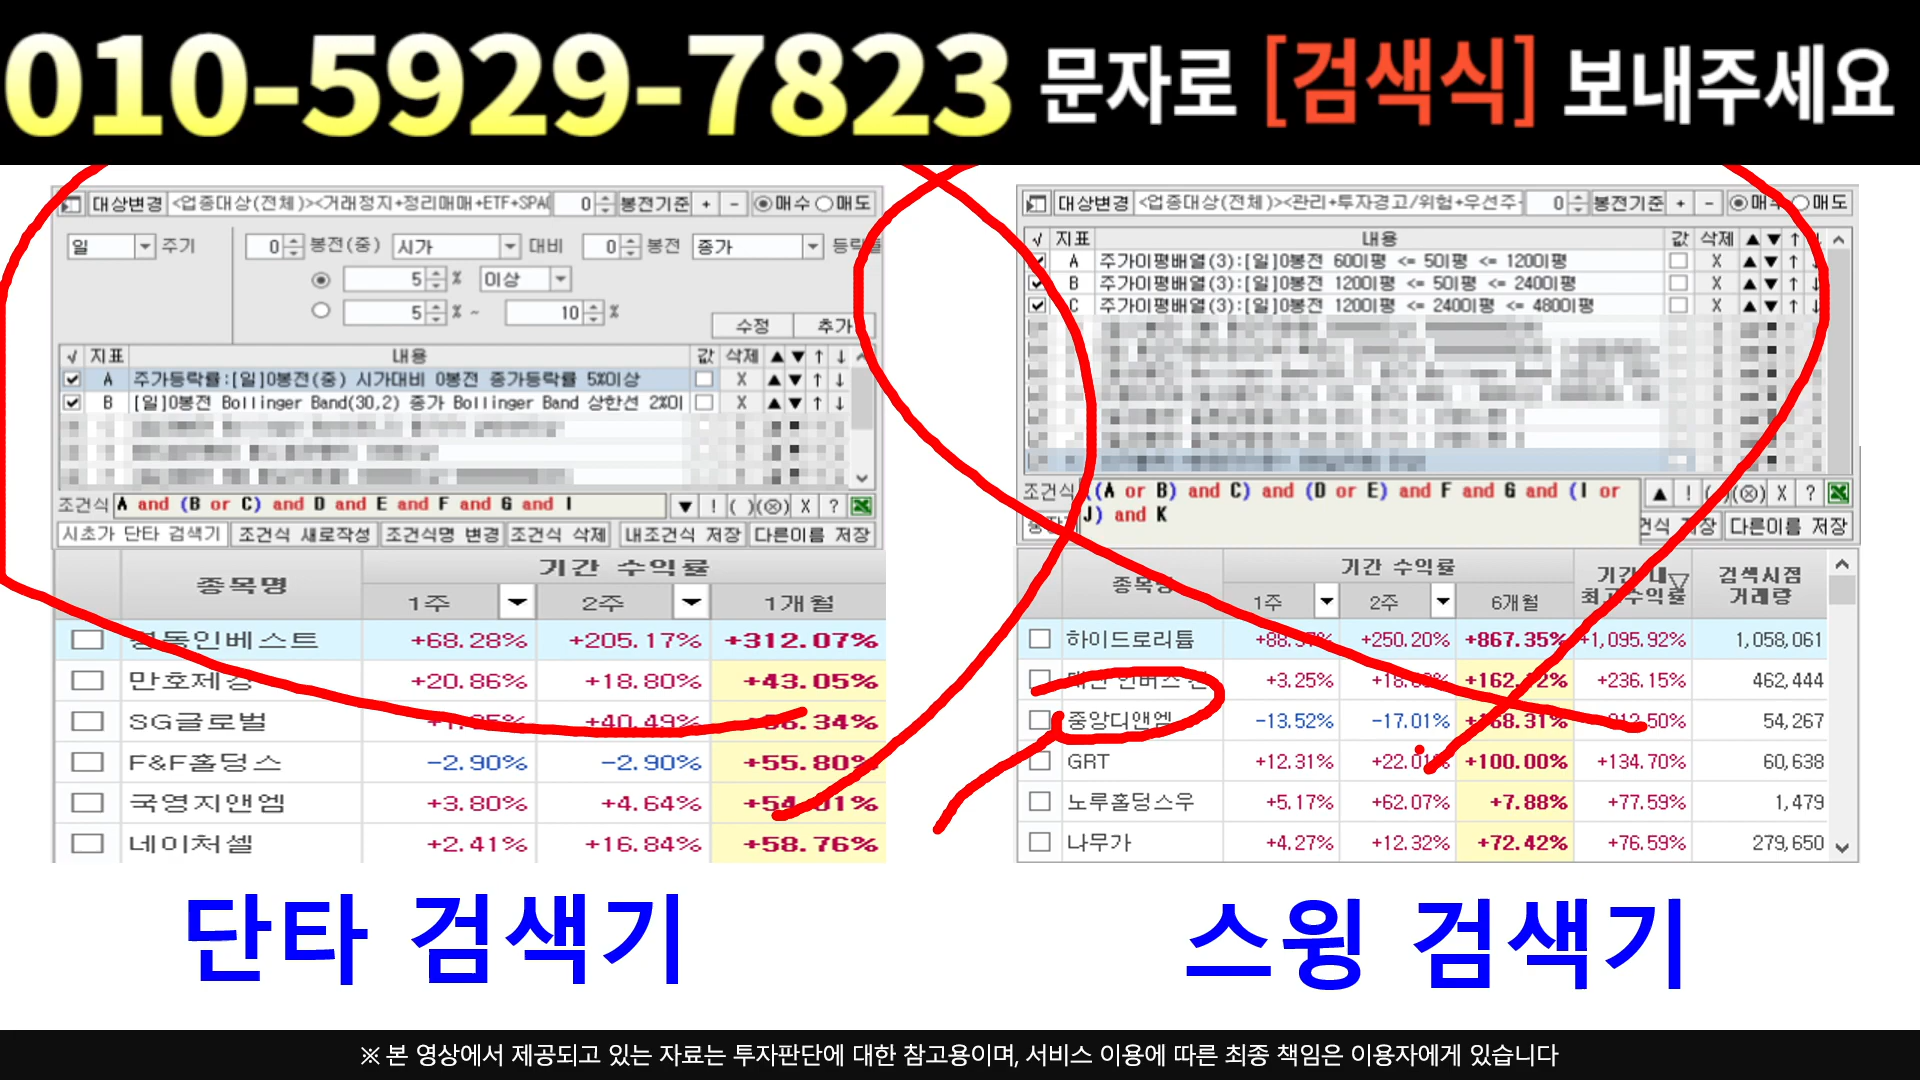 010-5929-7823 문자로 [검색식] 보내주세요
대상변경 <업종대상(전체)><거래정지+정리매매+ETF+SPAC 0 봉전기준 + - 매수 매도
일 주기 0 봉전(중) 시가 대비 0 봉전 종가
5 % 이상
5 % ~ 10 %
수정 추가
√ 지표 내용 값 삭제 ▲ ▼ ↑ ↓
A 주가등락률:[일]0봉전(중) 시가대비 0봉전 종가등락률 5%이상 X ▲ ▼ ↑ ↓
B [일]0봉전 Bollinger Band(30,2) 종가 Bollinger Band 상한선 2%이 X ▲ ▼ ↑ ↓
조건식 A and (B or C) and D and E and F and G and I ▼ ! ( ) (⊗) X ?
시초가 단타 검색기 조건식 새로작성 조건식명 변경 조건식 삭제 내조건식 저장 다른이름 저장
종목명 기간 수익률
1주 2주 1개월
+68.28% +205.17% +312.07%
만호제강 +20.86% +18.80% +43.05%
SG글로벌 +40.49%
F&F홀딩스 -2.90% -2.90% +55.80%
국영지앤엠 +3.80% +4.64%
네이처셀 +2.41% +16.84% +58.76%
단타 검색기
대상변경 <업종대상(전체)><관리+투자경고/위험+우선주+ 0 봉전기준 + - 매수 매도
√ 지표 내용 값 삭제 ▲ ▼ ↑
A 주가이평배열(3):[일]0봉전 60이평 <= 5이평 <= 120이평 X ▲ ▼ ↑
B 주가이평배열(3):[일]0봉전 120이평 <= 5이평 <= 240이평 X ▲ ▼ ↑
C 주가이평배열(3):[일]0봉전 120이평 <= 240이평 <= 480이평 X ▲ ▼ ↑ ↓
조건식 ((A or B) and C) and (D or E) and F and G and (I or ▲ ! ( ) (⊗) X ?
J) and K 저장 다른이름 저장
종목명 기간 수익률 기간 내 최고수익률 검색시점 거래량
1주 2주 6개월
하이드로리튬 +250.20% +867.35% +1,095.92% 1,058,061
+3.25% +236.15% 462,444
중앙디앤엠 -13.52% -17.01% 54,267
GRT +12.31% +100.00% +134.70% 60,638
노루홀딩스우 +5.17% +62.07% +7.88% +77.59% 1,479
나무가 +4.27% +12.32% +72.42% +76.59% 279,650
스윙 검색기
※ 본 영상에서 제공되고 있는 자료는 투자판단에 대한 참고용이며, 서비스 이용에 따른 최종 책임은 이용자에게 있습니다